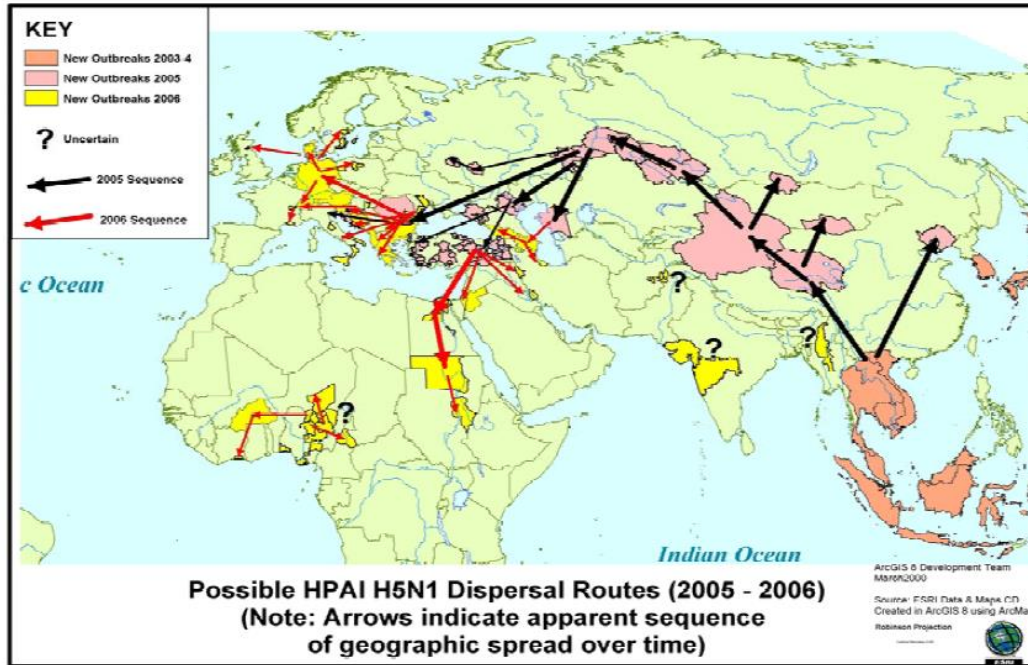 KEY
New Outbreaks 2003-4
New Outbreaks 2005
New Outbreaks 2006
? Uncertain
2005 Sequence
2006 Sequence
c Ocean
?
?
?
?
Indian Ocean
Possible HPAI H5N1 Dispersal Routes (2005 - 2006)
(Note: Arrows indicate apparent sequence
of geographic spread over time)
ArcGIS 8 Development Team
March2000
Source: ESRI Data & Maps CD
Created in ArcGIS 8 using ArcMa
Robinson Projection
ESRI